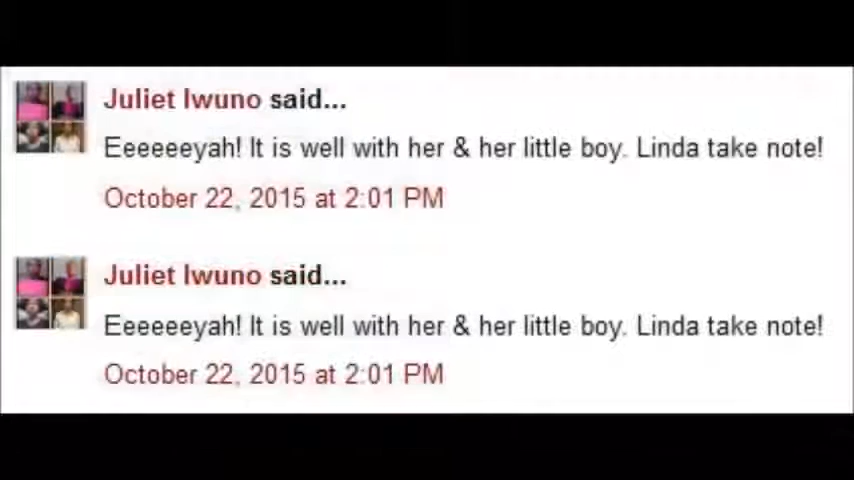 Juliet Iwuno said...
Eeeeeeyah! It is well with her & her little boy. Linda take note!
October 22, 2015 at 2:01 PM
Juliet Iwuno said...
Eeeeeeyah! It is well with her & her little boy. Linda take note!
October 22, 2015 at 2:01 PM